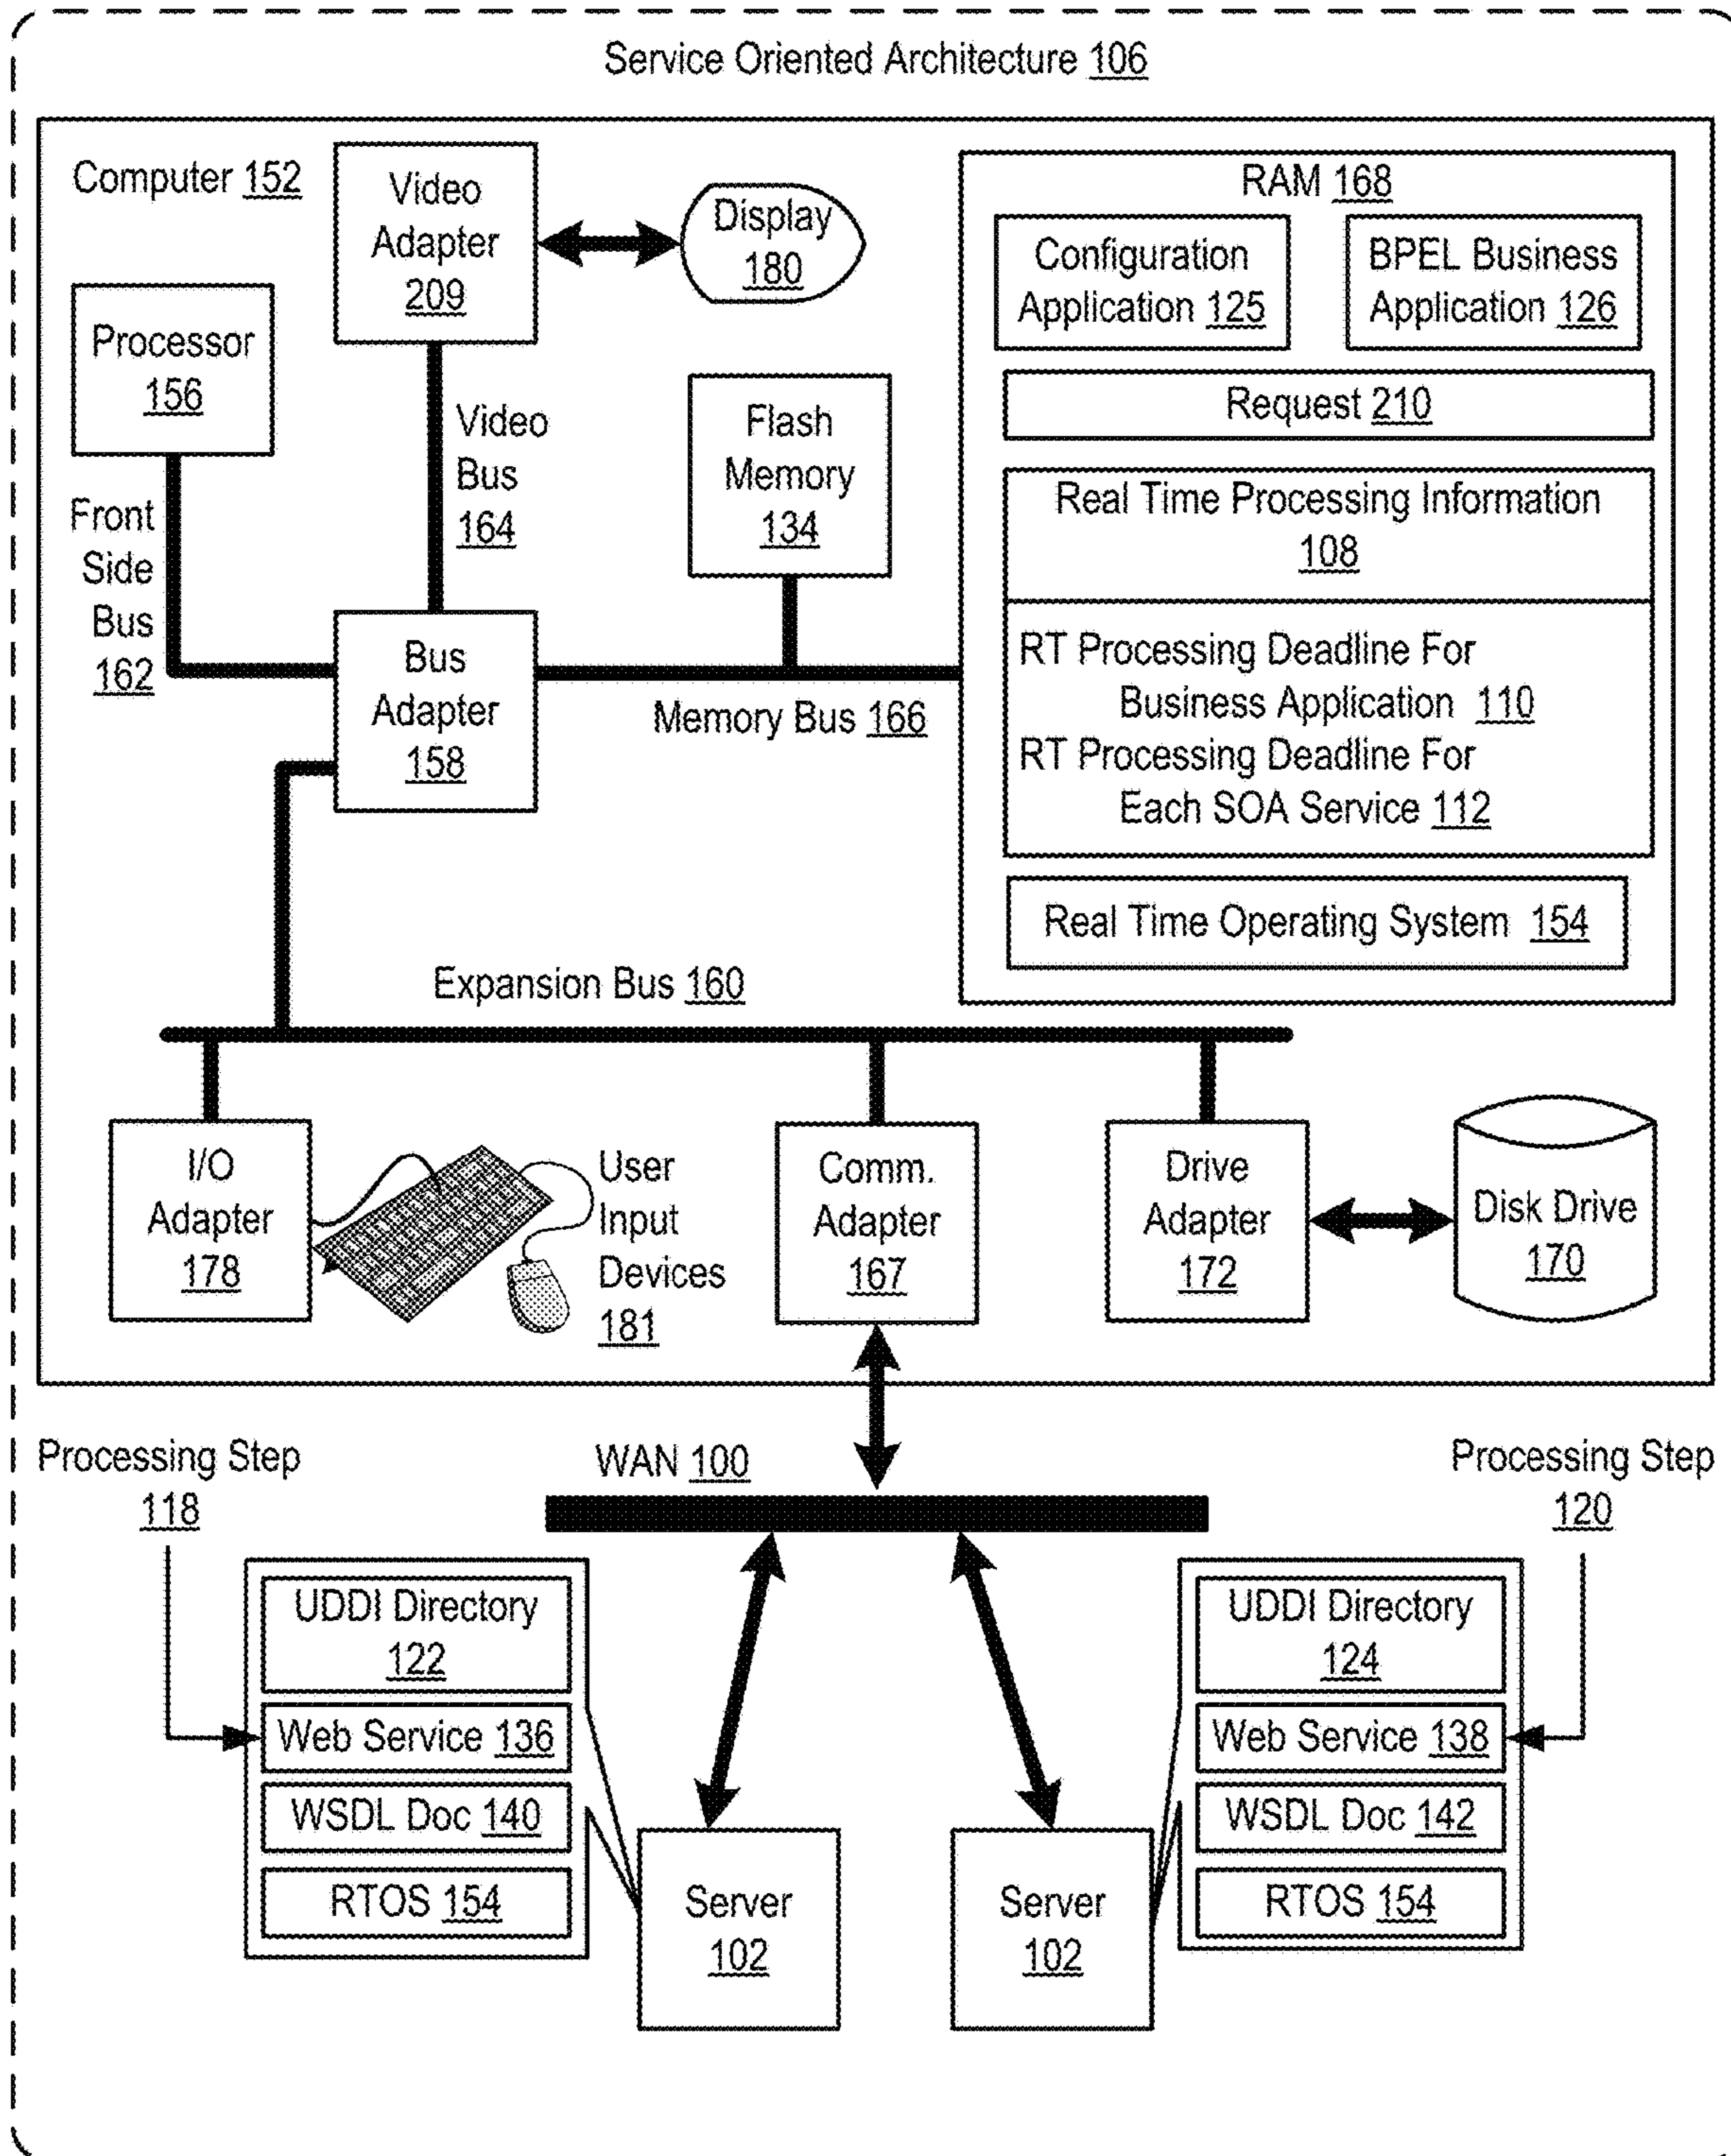 Service Oriented Architecture 106
Computer 152
Video
Adapter
209
Display
180
Processor
156
Video
Bus
164
Flash
Memory
134
Front
Side
Bus
162
Bus
Adapter
158
Memory Bus 166
RAM 168
Configuration
Application 125
BPEL Business
Application 126
Request 210
Real Time Processing Information
108
RT Processing Deadline For
Business Application 110
RT Processing Deadline For
Each SOA Service 112
Real Time Operating System 154
Expansion Bus 160
I/O
Adapter
178
User
Input
Devices
181
Comm.
Adapter
167
Drive
Adapter
172
Disk Drive
170
Processing Step
118
WAN 100
Processing Step
120
UDDI Directory
122
Web Service 136
WSDL Doc 140
RTOS 154
Server
102
Server
102
UDDI Directory
124
Web Service 138
WSDL Doc 142
RTOS 154